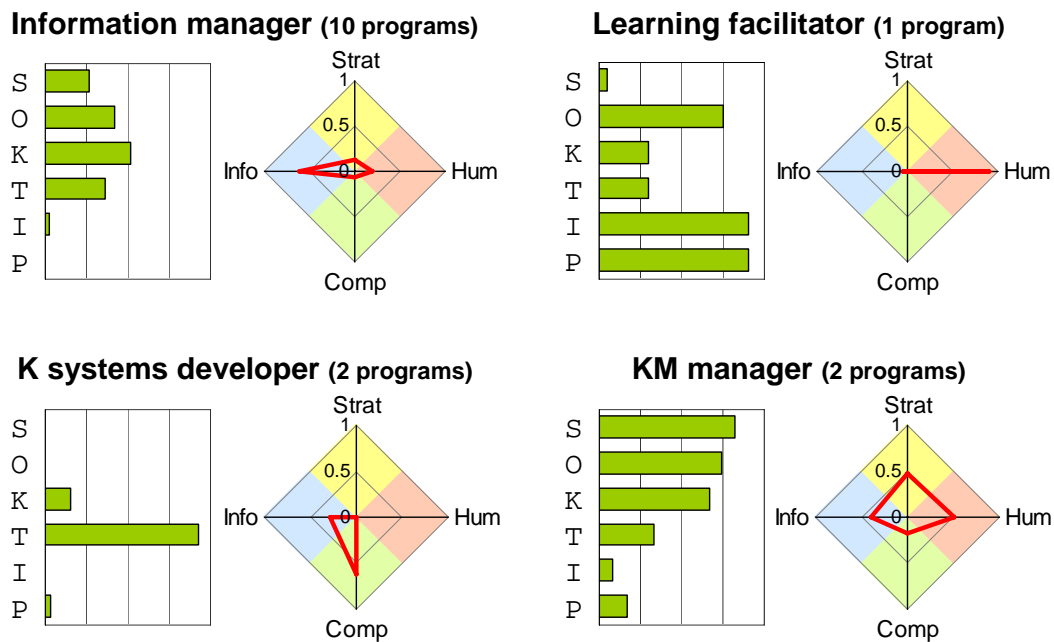 Information manager (10 programs)
S
O
K
T
I
P
Strat
1
0.5
0
Info
Hum
Comp
Learning facilitator (1 program)
S
O
K
T
I
P
Strat
1
0.5
0
Info
Hum
Comp
K systems developer (2 programs)
S
O
K
T
I
P
Strat
1
0.5
0
Info
Hum
Comp
KM manager (2 programs)
S
O
K
T
I
P
Strat
1
0.5
0
Info
Hum
Comp